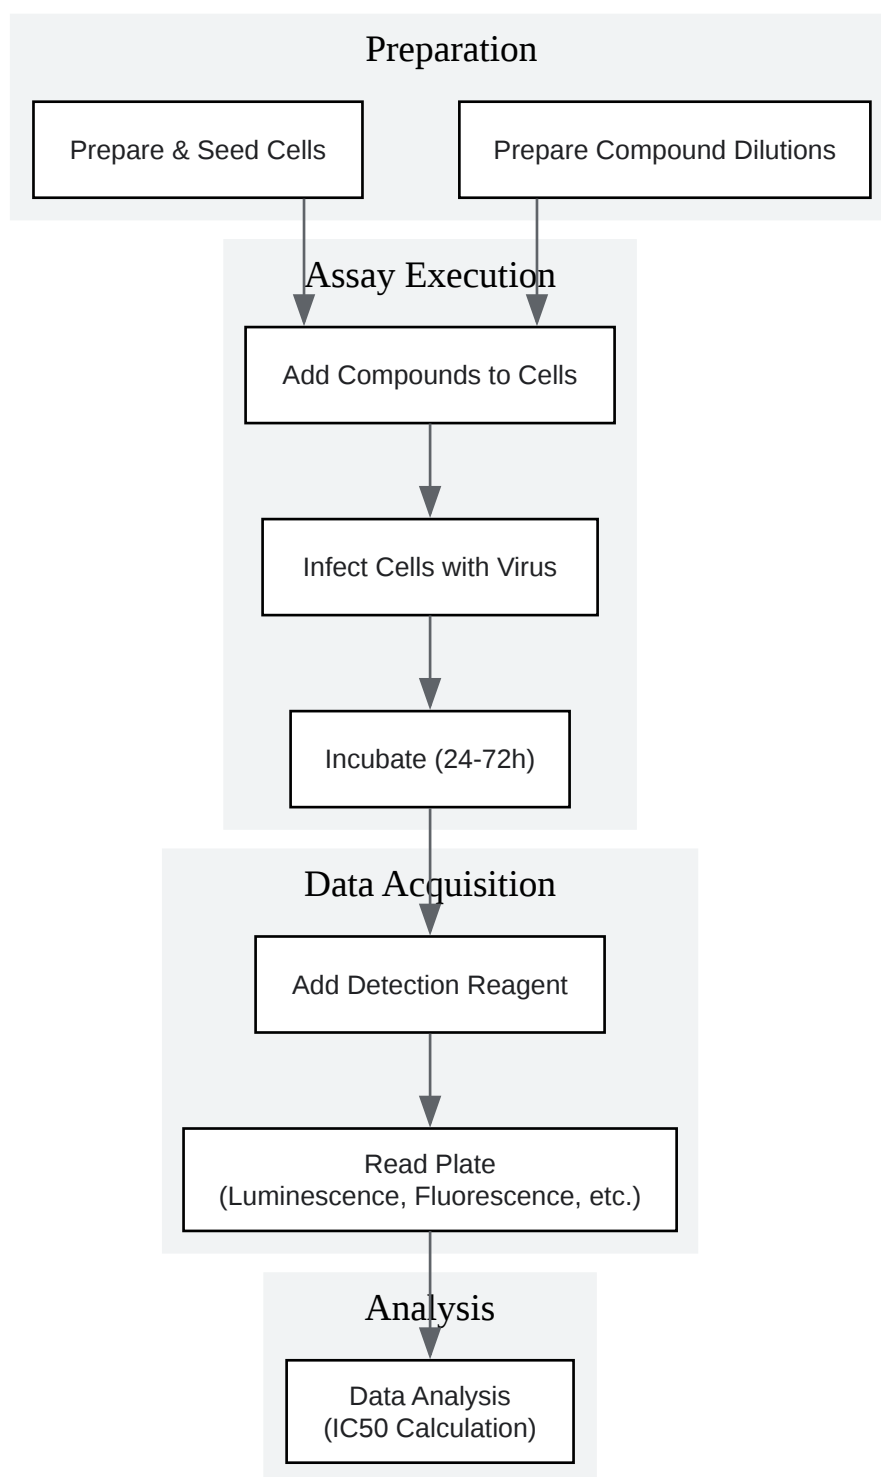 Preparation
Prepare & Seed Cells
Prepare Compound Dilutions
Assay Execution
Add Compounds to Cells
Infect Cells with Virus
Incubate (24-72h)
Data Acquisition
Add Detection Reagent
Read Plate
(Luminescence, Fluorescence, etc.)
Analysis
Data Analysis
(IC50 Calculation)